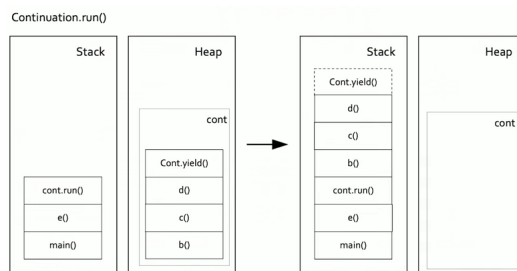 Continuation.run()
Stack
Heap
cont
Cont.yield()
d()
c()
b()
cont.run()
e()
main()
Stack
Cont.yield()
d()
c()
b()
cont.run()
e()
main()
Heap
cont